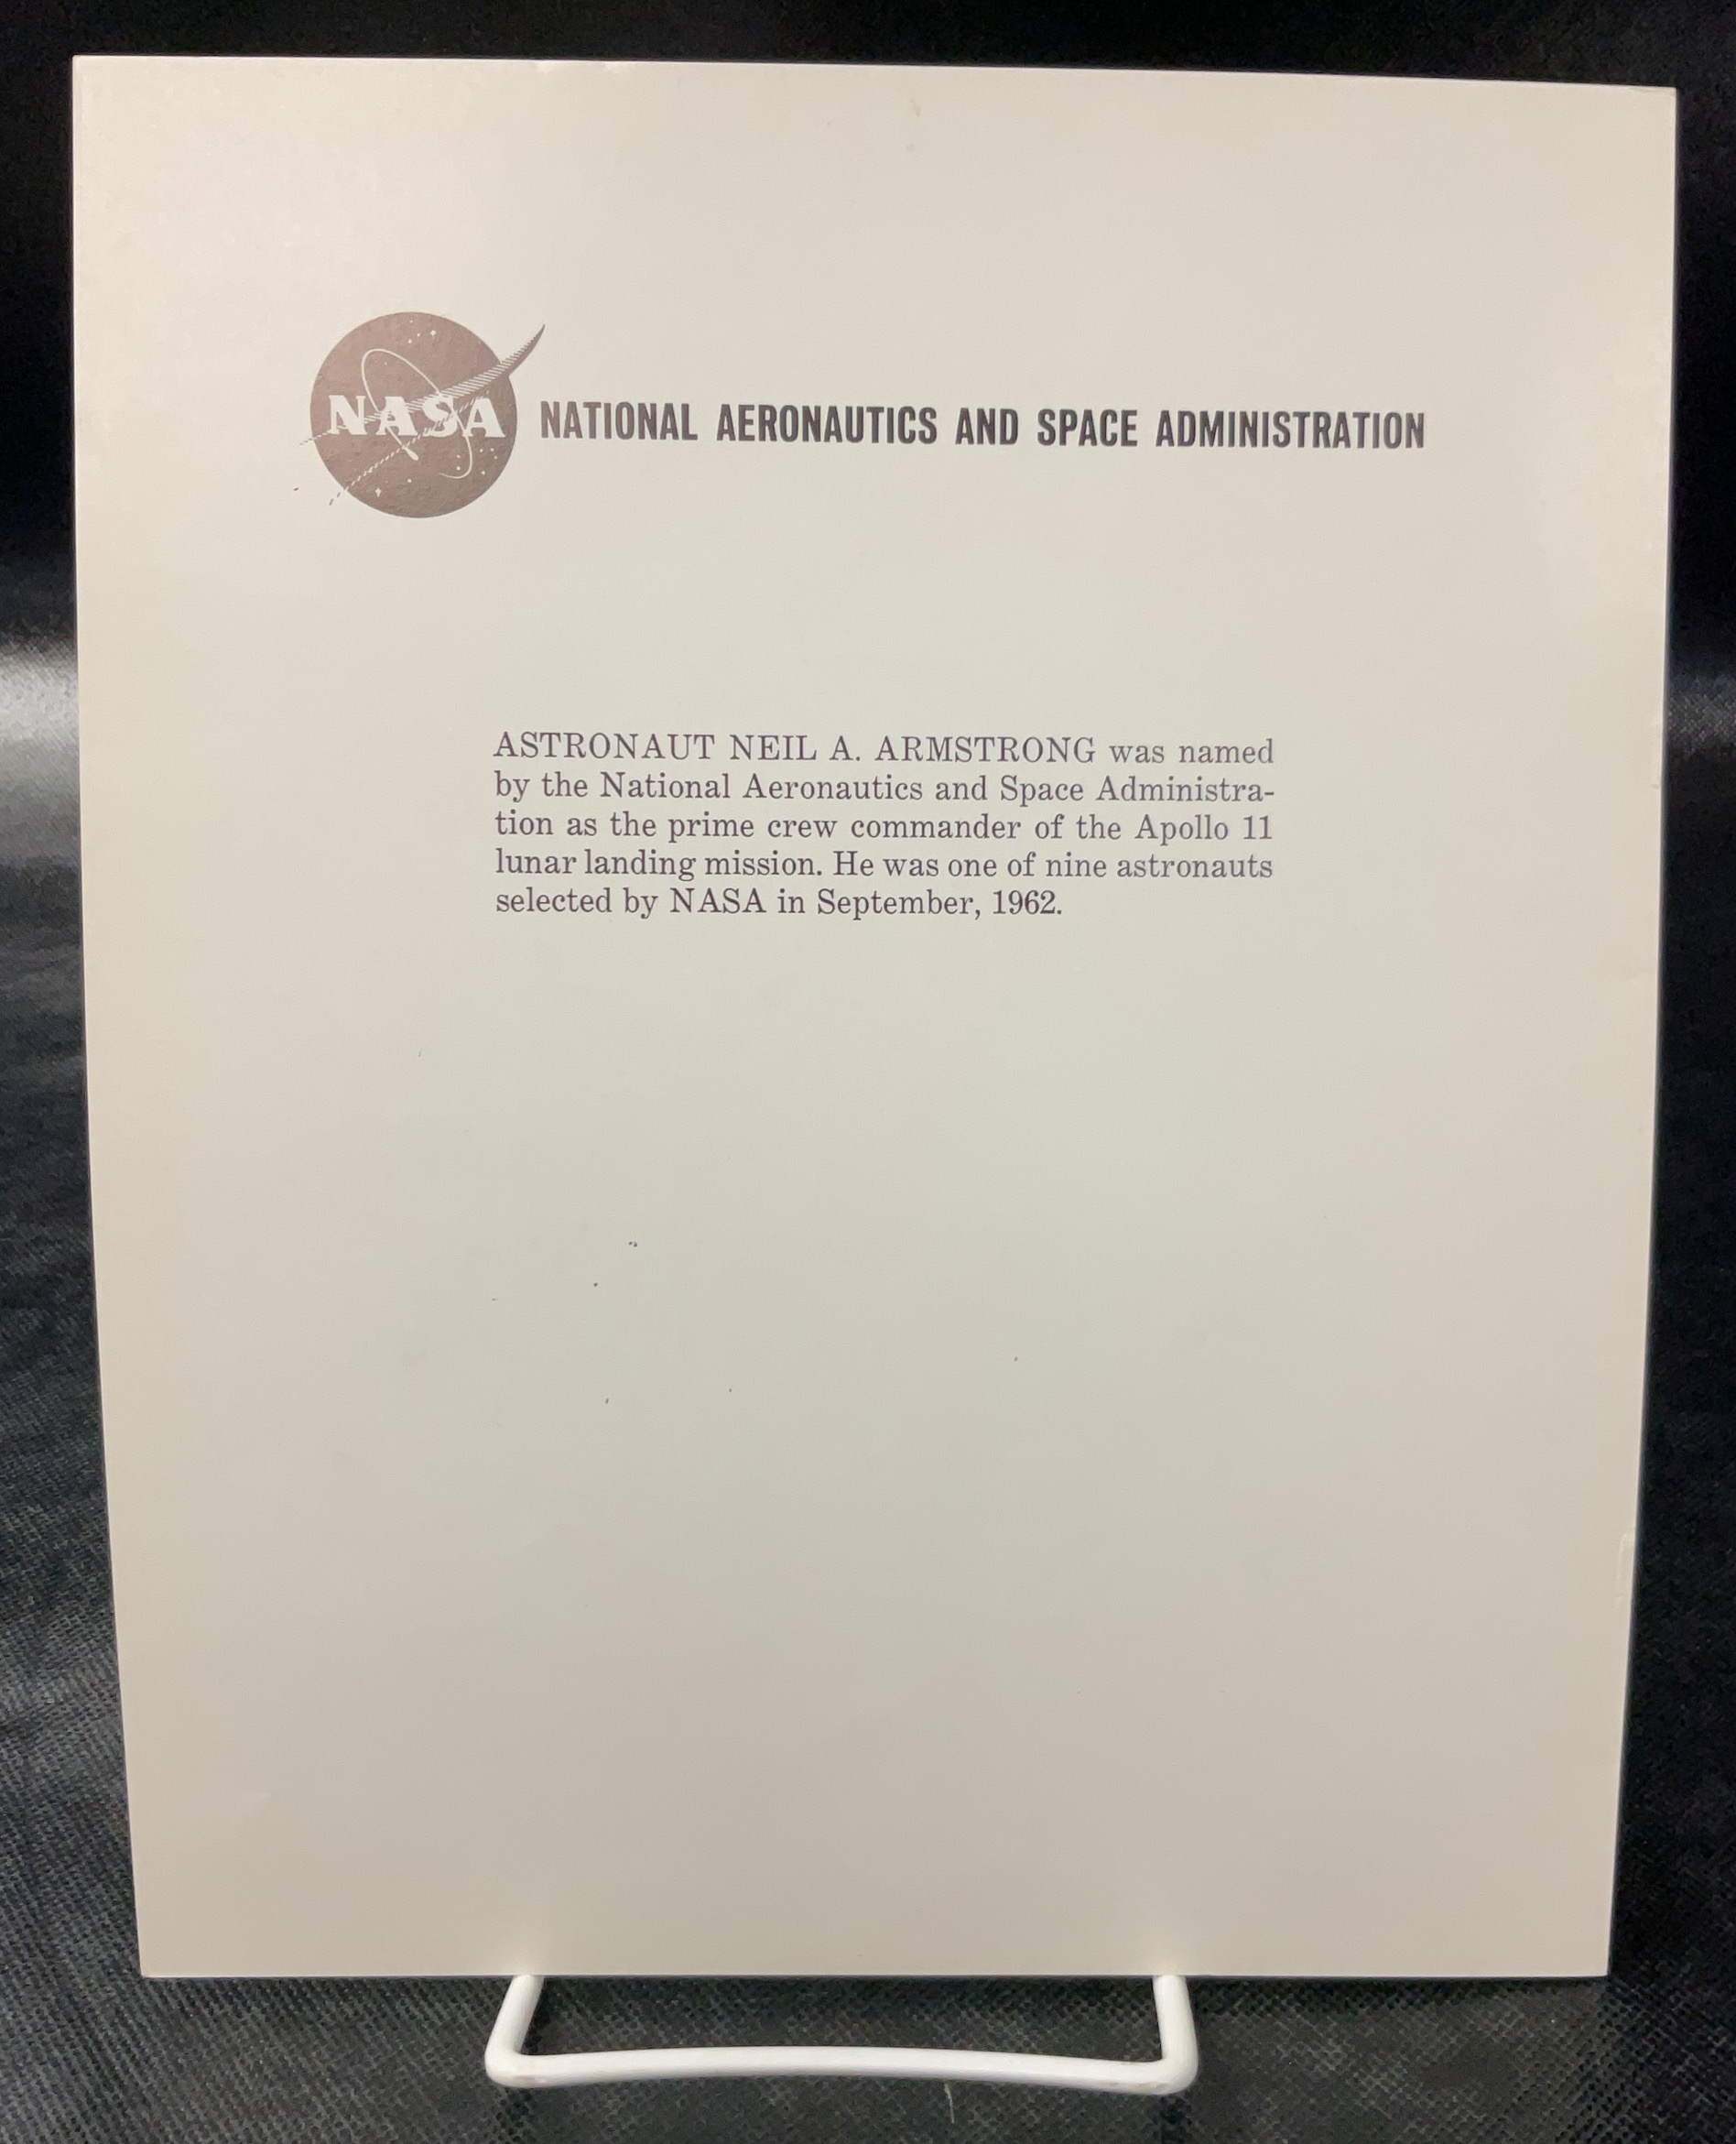 NASA NATIONAL AERONAUTICS AND SPACE ADMINISTRATION
ASTRONAUT NEIL A. ARMSTRONG was named
by the National Aeronautics and Space Administra-
tion as the prime crew commander of the Apollo 11
lunar landing mission. He was one of nine astronauts
selected by NASA in September, 1962.